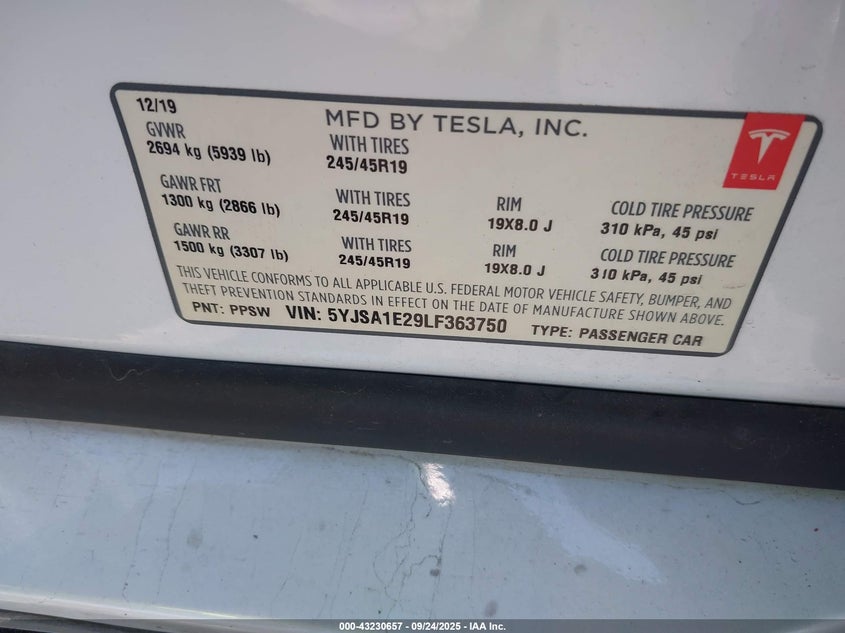 12/19
MFD BY TESLA, INC.
TESLA
GVWR
2694 kg (5939 lb)
WITH TIRES
245/45R19
GAWR FRT
1300 kg (2866 lb)
WITH TIRES
245/45R19
RIM
19X8.0 J
COLD TIRE PRESSURE
310 kPa, 45 psi
GAWR RR
1500 kg (3307 lb)
WITH TIRES
245/45R19
RIM
19X8.0 J
COLD TIRE PRESSURE
310 kPa, 45 psi
THIS VEHICLE CONFORMS TO ALL APPLICABLE U.S. FEDERAL MOTOR VEHICLE SAFETY, BUMPER, AND
THEFT PREVENTION STANDARDS IN EFFECT ON THE DATE OF MANUFACTURE SHOWN ABOVE.
PNT: PPSW VIN: 5YJSA1E29LF363750 TYPE: PASSENGER CAR
000-43230657 - 09/24/2025 - IAA Inc.